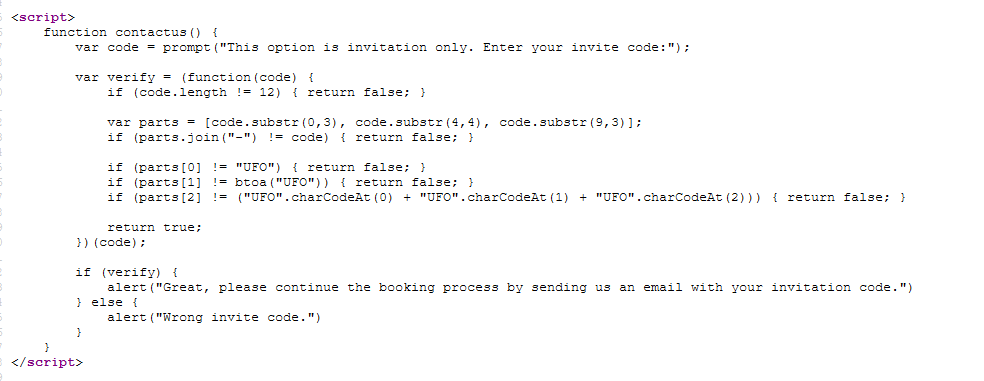 <script>
function contactus() {
var code = prompt("This option is invitation only. Enter your invite code:");
var verify = (function(code) {
if (code.length != 12) { return false; }
var parts = [code.substr(0,3), code.substr(4,4), code.substr(9,3)];
if (parts.join("-") != code) { return false; }
if (parts[0] != "UFO") { return false; }
if (parts[1] != btoa("UFO")) { return false; }
if (parts[2] != ("UFO".charCodeAt(0) + "UFO".charCodeAt(1) + "UFO".charCodeAt(2))) { return false; }
return true;
})(code);
if (verify) {
alert("Great, please continue the booking process by sending us an email with your invitation code.")
} else {
alert("Wrong invite code.")
}
}
</script>